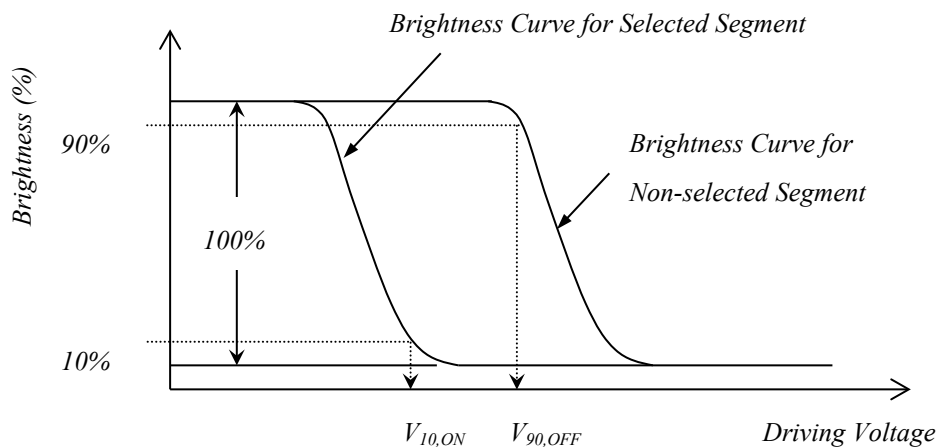 Brightness Curve for Selected Segment
Brightness (%)
90%
Brightness Curve for
Non-selected Segment
100%
10%
V10,ON
V90,OFF
Driving Voltage